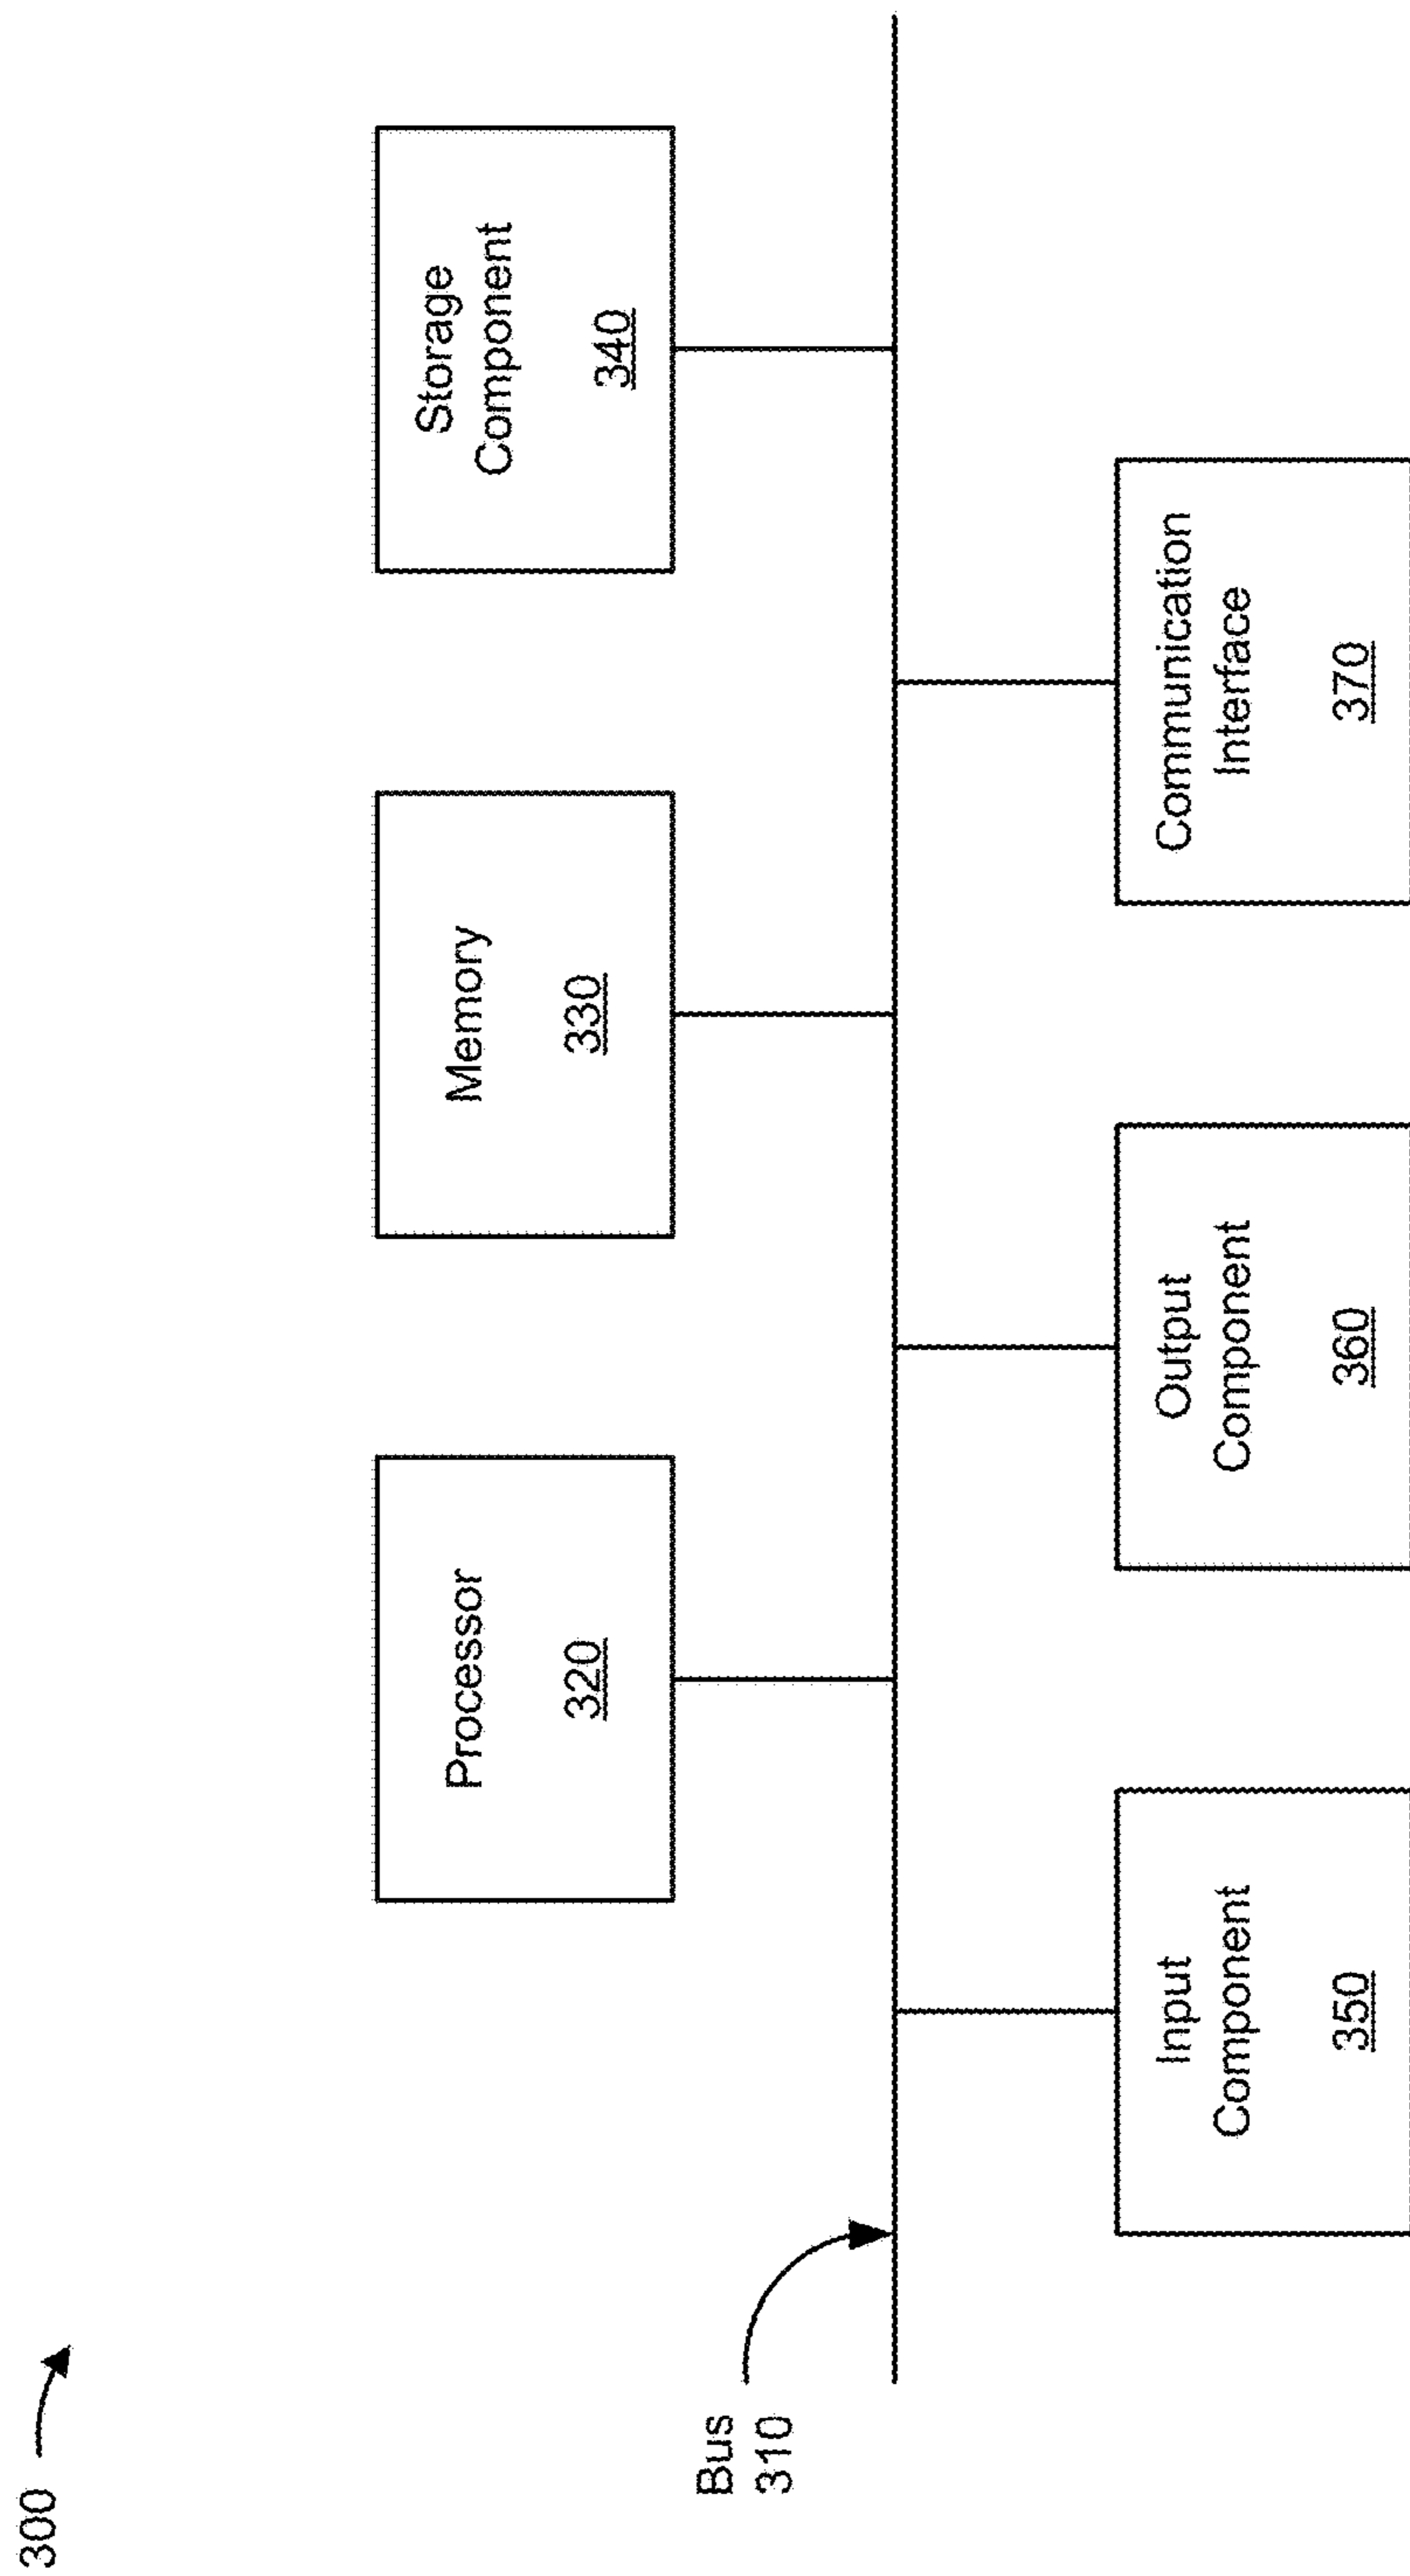 300
Processor
320
Memory
330
Storage
Component
340
Bus
310
Input
Component
350
Output
Component
360
Communication
Interface
370